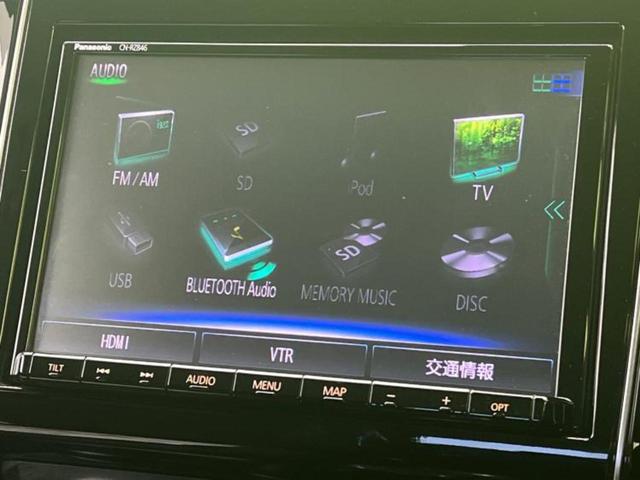 Panasonic CN-RZ846
AUDIO
FM/AM
SD
iPod
TV
USB
BLUETOOTH Audio
SD
MEMORY MUSIC
DISC
HDMI
VTR
交通情報
TILT
AUDIO
MENU
MAP
− +
OPT